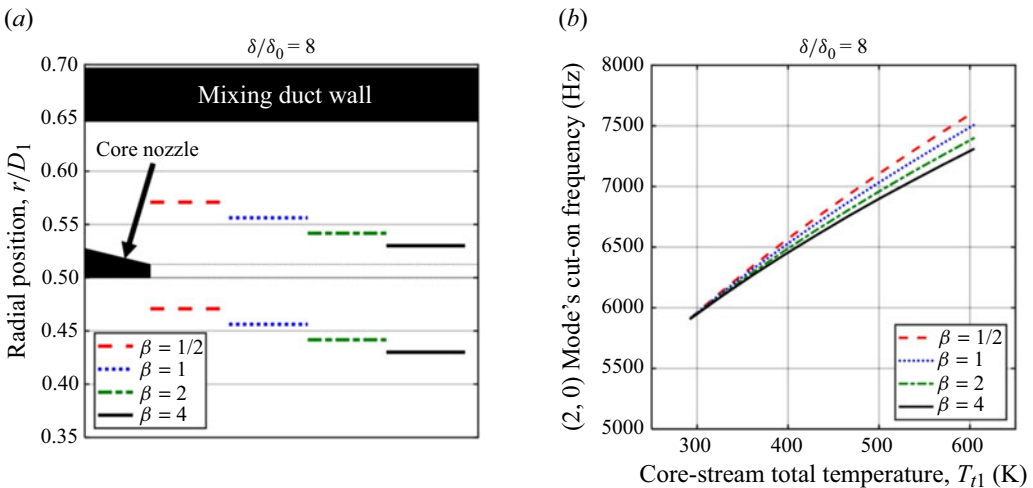 (a)
δ/δ0 = 8
0.70
0.65
0.60
0.55
0.50
0.45
0.40
0.35
Radial position, r/D1
Mixing duct wall
Core nozzle
β = 1/2
β = 1
β = 2
β = 4
(b)
δ/δ0 = 8
8000
7500
7000
6500
6000
5500
5000
(2, 0) Mode’s cut-on frequency (Hz)
β = 1/2
β = 1
β = 2
β = 4
300
400
500
600
Core-stream total temperature, Tt1 (K)